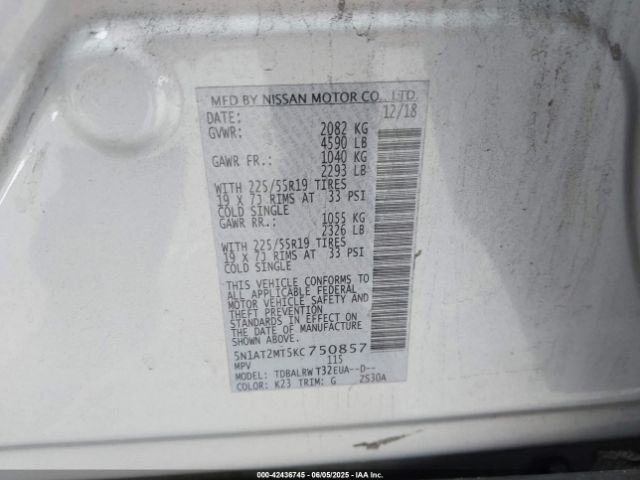 MFD BY NISSAN MOTOR CO., LTD.
DATE: 12/18
GVWR: 2082 KG
4590 LB
GAWR FR.: 1040 KG
2293 LB
WITH 225/55R19 TIRES
19 X 7J RIMS AT 33 PSI
COLD SINGLE
GAWR RR.: 1055 KG
2326 LB
WITH 225/55R19 TIRES
19 X 7J RIMS AT 33 PSI
COLD SINGLE
THIS VEHICLE CONFORMS TO
ALL APPLICABLE FEDERAL
MOTOR VEHICLE SAFETY AND
THEFT PREVENTION
STANDARDS IN EFFECT ON
THE DATE OF MANUFACTURE
SHOWN ABOVE.
5N1AT2MT5KC750857
MPV 115
MODEL: TDBALRWT32EUA--D--
COLOR: K23 TRIM: G ZS30A
00-42436745 - 06/05/2025 - IAA Inc.